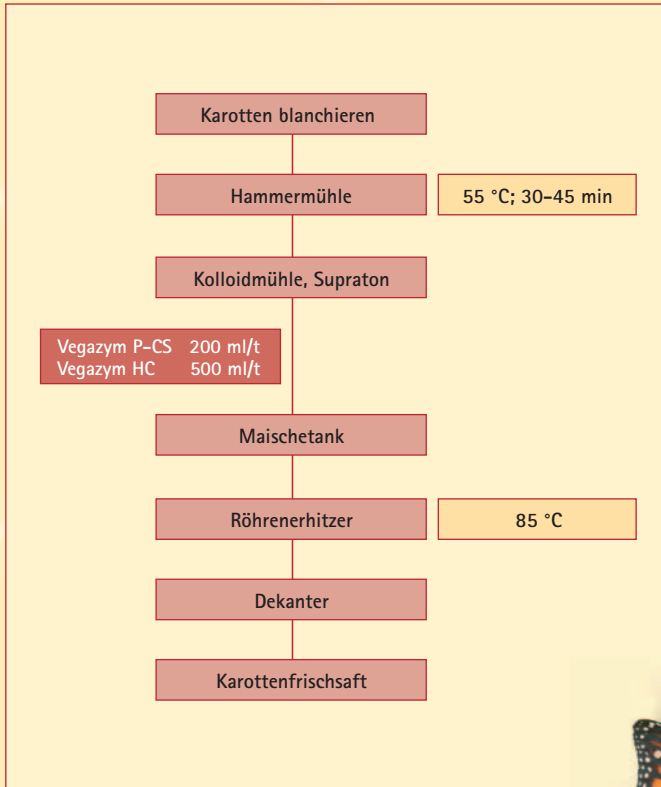 Karotten blanchieren
Hammermühle
55 °C; 30–45 min
Kolloidmühle, Supraton
Vegazym P-CS 200 ml/t
Vegazym HC 500 ml/t
Maischetank
Röhrenerhitzer
85 °C
Dekanter
Karottenfrischsaft